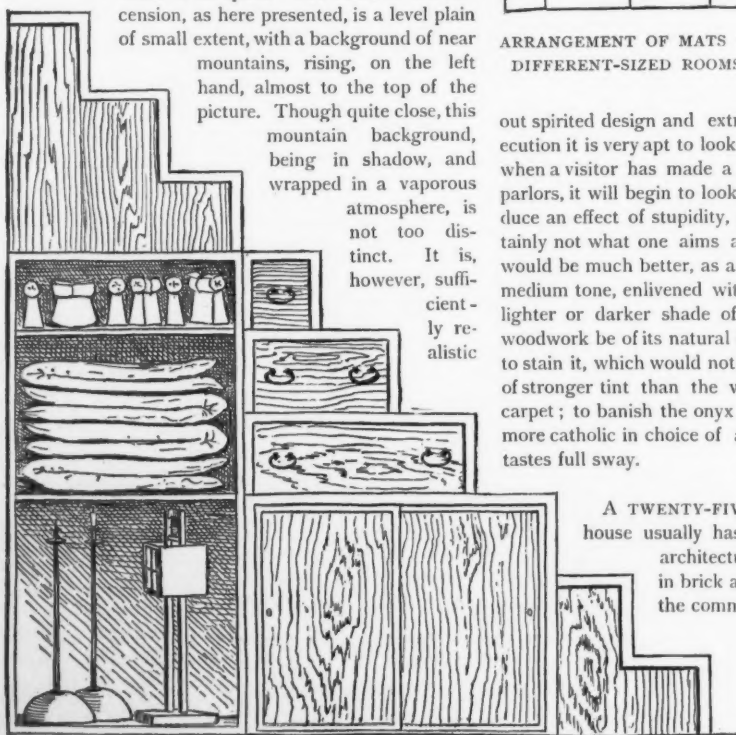 cension, as here presented, is a level plain
of small extent, with a background of near
mountains, rising, on the left
hand, almost to the top of the
picture. Though quite close, this
mountain background,
being in shadow, and
wrapped in a vaporous
atmosphere, is
not too dis-
tinct. It is,
however, suffi-
cient-
ly re-
alistic
ARRANGEMENT OF MATS
DIFFERENT-SIZED ROOMS
out spirited design and extr
ecution it is very apt to look
when a visitor has made a
parlors, it will begin to look
duce an effect of stupidity,
tainly not what one aims a
would be much better, as a
medium tone, enlivened wit
lighter or darker shade of
woodwork be of its natural
to stain it, which would not
of stronger tint than the v
carpet; to banish the onyx
more catholic in choice of a
tastes full sway.
A TWENTY-FIV
house usually has
architectu
in brick a
the comm